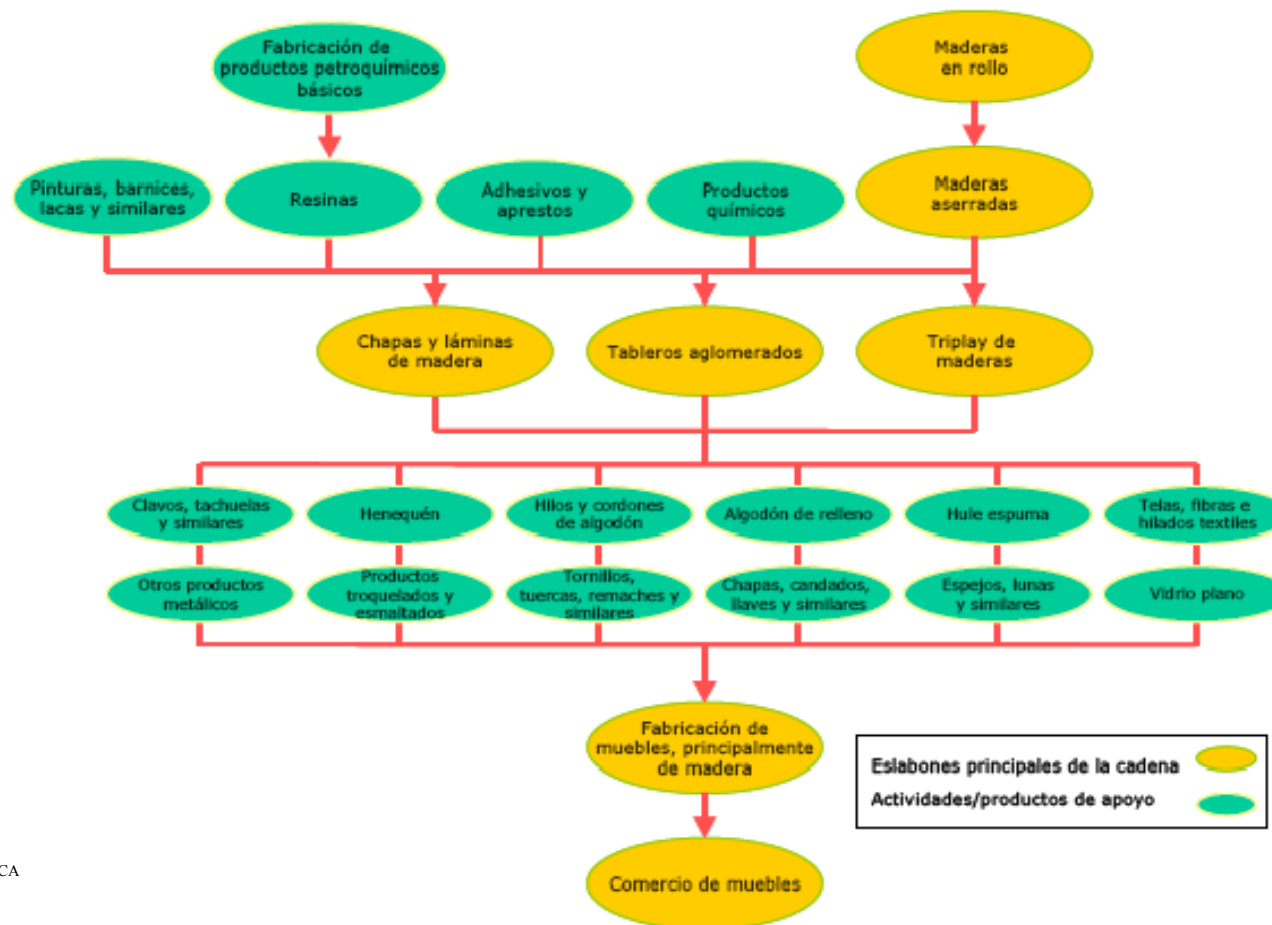 Fabricación de
productos petroquímicos
básicos
Maderas
en rollo
Pinturas, barnices,
lacas y similares
Resinas
Adhesivos y
aprestos
Productos
químicos
Maderas
aserradas
Chapas y láminas
de madera
Tableros aglomerados
Triplay de
maderas
Clavos, tachuelas
y similares
Henequén
Hilos y cordones
de algodón
Algodón de relleno
Hule espuma
Telas, fibras e
hilados textiles
Otros productos
metálicos
Productos
troquelados y
esmaltados
Tornillos,
tuercas, remaches y
similares
Chapas, candados,
llaves y similares
Espejos, lunas
y similares
Vidrio plano
Fabricación de
muebles, principalmente
de madera
Eslabones principales de la cadena
Actividades/productos de apoyo
CA
Comercio de muebles